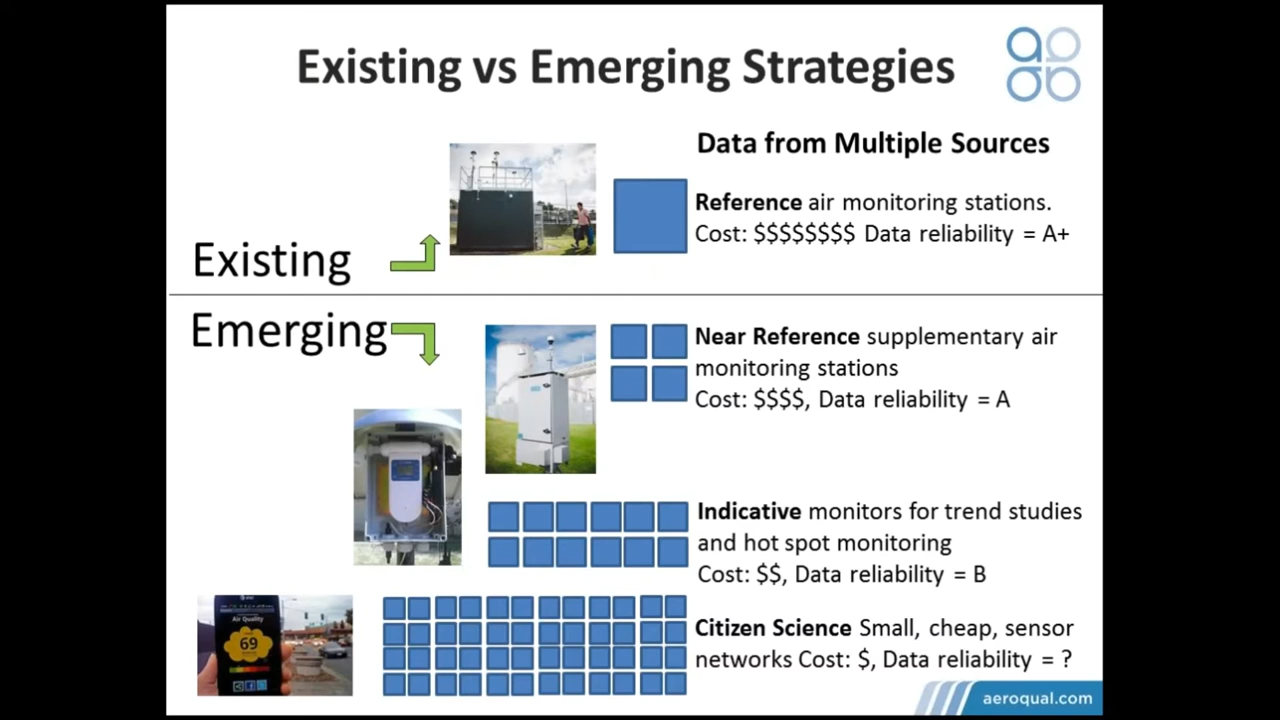 Existing vs Emerging Strategies
Data from Multiple Sources
Reference air monitoring stations.
Cost: $$$$$$$$ Data reliability = A+
Existing
Emerging
Near Reference supplementary air
monitoring stations
Cost: $$$$, Data reliability = A
Indicative monitors for trend studies
and hot spot monitoring
Cost: $$, Data reliability = B
Air Quality
69
Citizen Science Small, cheap, sensor
networks Cost: $, Data reliability = ?
aeroqual.com